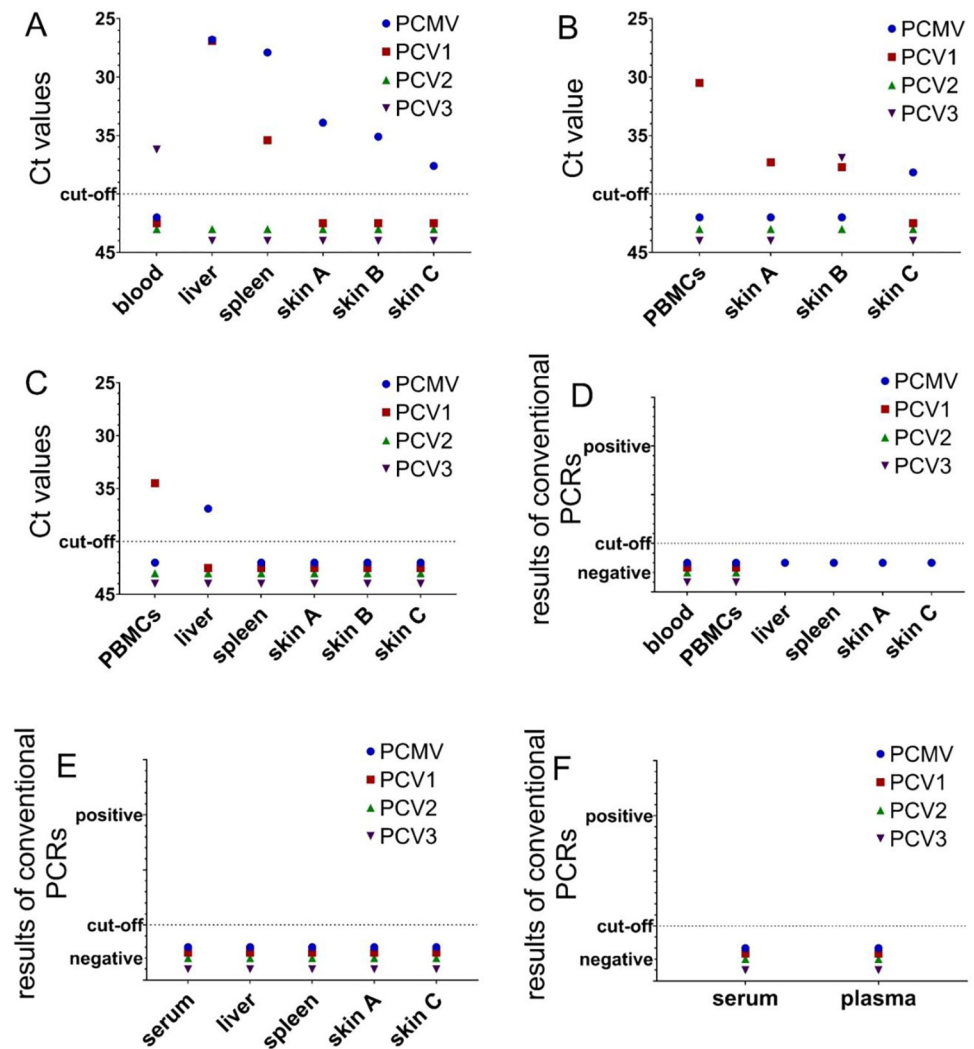 A
Ct values
25
30
35
cut-off
45
PCMV
PCV1
PCV2
PCV3
blood
liver
spleen
skin A
skin B
skin C
B
Ct value
25
30
35
cut-off
45
PCMV
PCV1
PCV2
PCV3
PBMCs
skin A
skin B
skin C
C
Ct values
25
30
35
cut-off
45
PCMV
PCV1
PCV2
PCV3
PBMCs
liver
spleen
skin A
skin B
skin C
D
results of conventional
PCRs
positive
cut-off
negative
PCMV
PCV1
PCV2
PCV3
blood
PBMCs
liver
spleen
skin A
skin C
E
results of conventional
PCRs
positive
cut-off
negative
PCMV
PCV1
PCV2
PCV3
serum
liver
spleen
skin A
skin C
F
results of conventional
PCRs
positive
cut-off
negative
PCMV
PCV1
PCV2
PCV3
serum
plasma